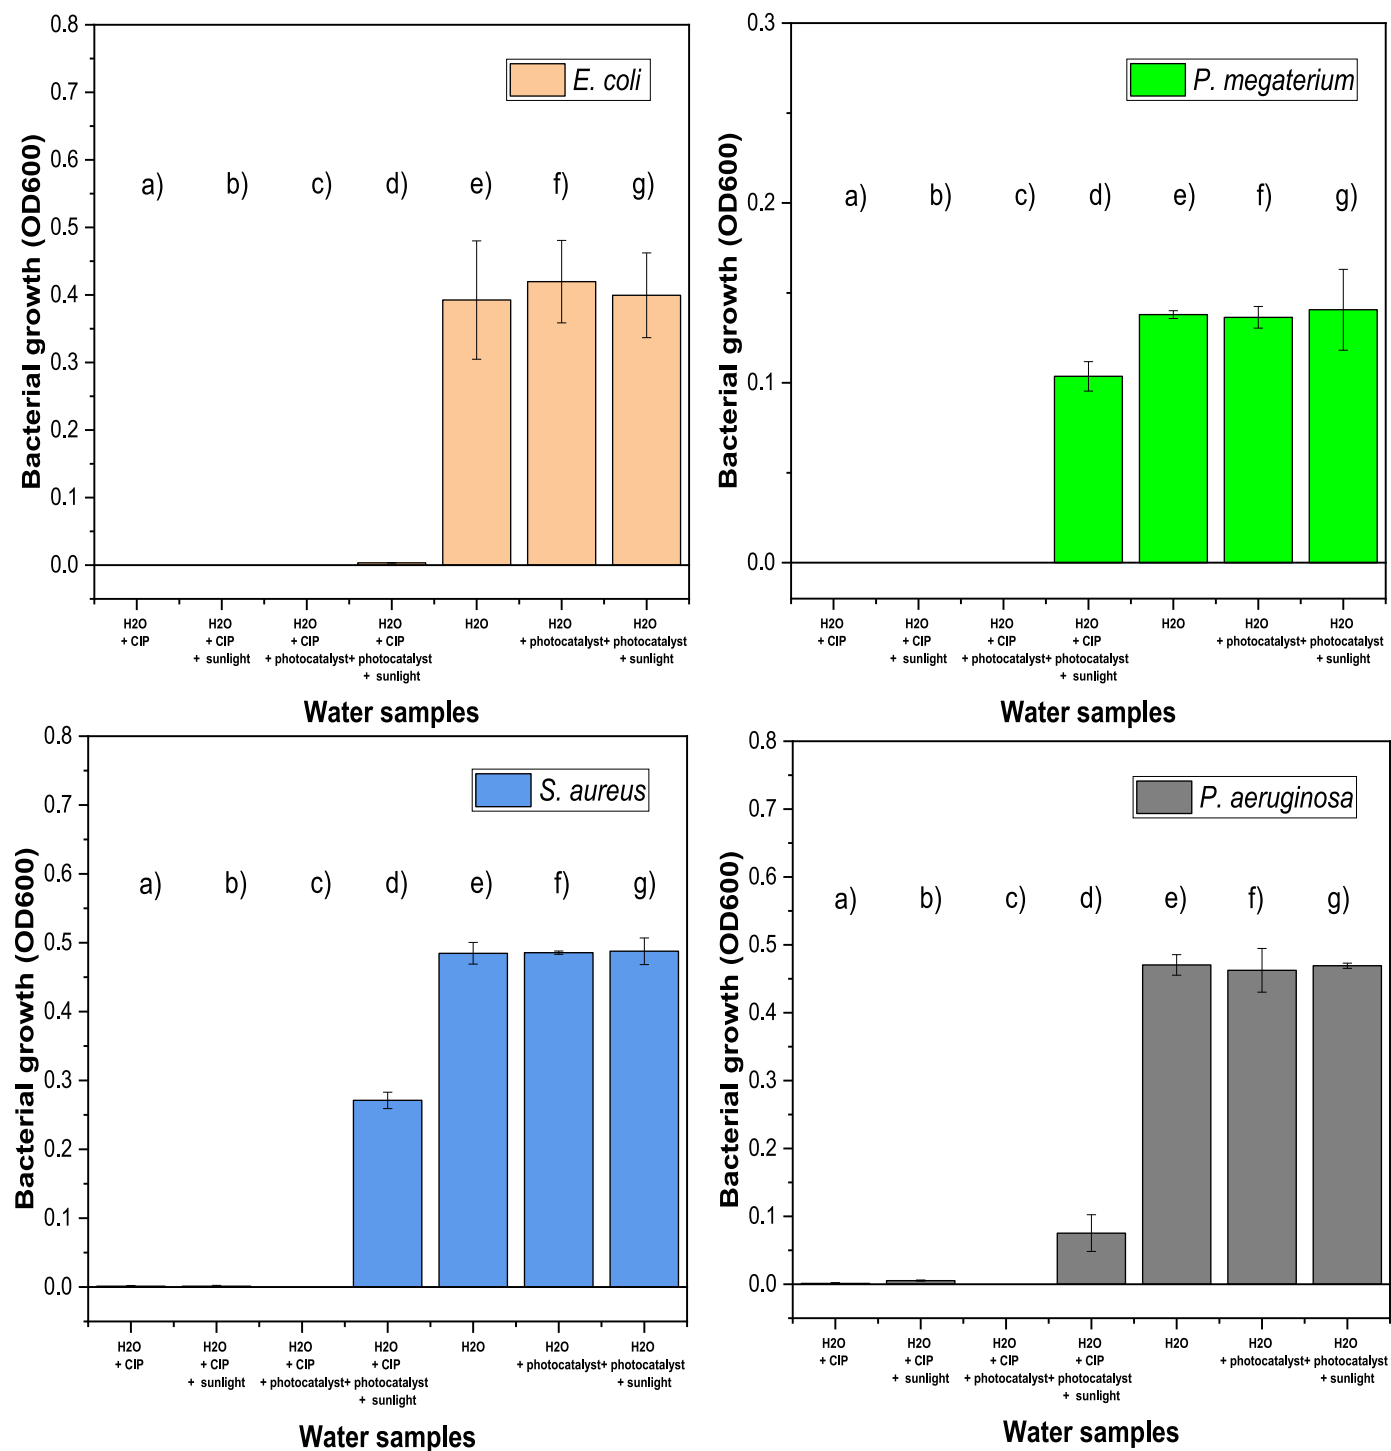 E. coli
Bacterial growth (OD600)
0.8
0.7
0.6
0.5
0.4
0.3
0.2
0.1
0.0
a) b) c) d) e) f) g)
H2O H2O H2O H2O H2O H2O H2O
+ CIP + CIP + CIP + CIP + photocatalyst + photocatalyst
+ sunlight + photocatalyst + photocatalyst + sunlight
+ sunlight
Water samples
P. megaterium
Bacterial growth (OD600)
0.3
0.2
0.1
0.0
a) b) c) d) e) f) g)
H2O H2O H2O H2O H2O H2O H2O
+ CIP + CIP + CIP + CIP + photocatalyst + photocatalyst
+ sunlight + photocatalyst + photocatalyst + sunlight
+ sunlight
Water samples
S. aureus
Bacterial growth (OD600)
0.8
0.7
0.6
0.5
0.4
0.3
0.2
0.1
0.0
a) b) c) d) e) f) g)
H2O H2O H2O H2O H2O H2O H2O
+ CIP + CIP + CIP + CIP + photocatalyst + photocatalyst
+ sunlight + photocatalyst + photocatalyst + sunlight
+ sunlight
Water samples
P. aeruginosa
Bacterial growth (OD600)
0.8
0.7
0.6
0.5
0.4
0.3
0.2
0.1
0.0
a) b) c) d) e) f) g)
H2O H2O H2O H2O H2O H2O H2O
+ CIP + CIP + CIP + CIP + photocatalyst + photocatalyst
+ sunlight + photocatalyst + photocatalyst + sunlight
+ sunlight
Water samples